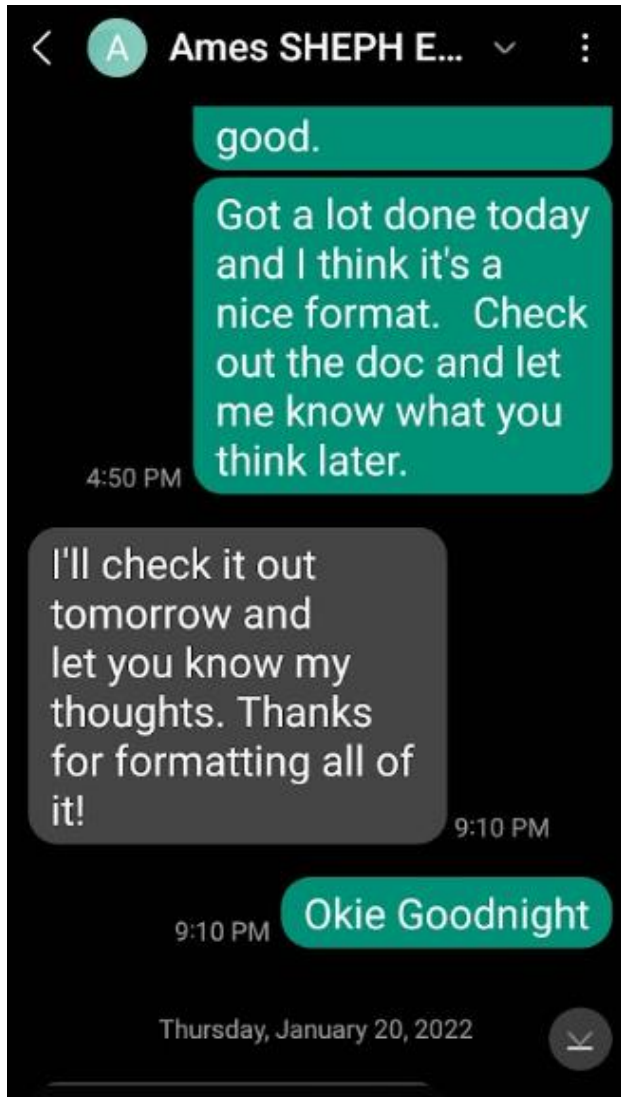 A Ames SHEPH E...
good.
Got a lot done today
and I think it's a
nice format.   Check
out the doc and let
me know what you
think later.
4:50 PM
I'll check it out
tomorrow and
let you know my
thoughts. Thanks
for formatting all of
it!
9:10 PM
Okie Goodnight
9:10 PM
Thursday, January 20, 2022